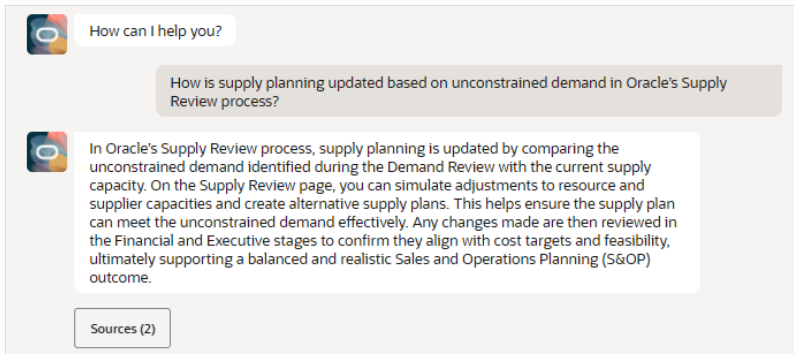 How can I help you?
How is supply planning updated based on unconstrained demand in Oracle's Supply
Review process?
In Oracle's Supply Review process, supply planning is updated by comparing the
unconstrained demand identified during the Demand Review with the current supply
capacity. On the Supply Review page, you can simulate adjustments to resource and
supplier capacities and create alternative supply plans. This helps ensure the supply plan
can meet the unconstrained demand effectively. Any changes made are then reviewed in
the Financial and Executive stages to confirm they align with cost targets and feasibility,
ultimately supporting a balanced and realistic Sales and Operations Planning (S&OP)
outcome.
Sources (2)